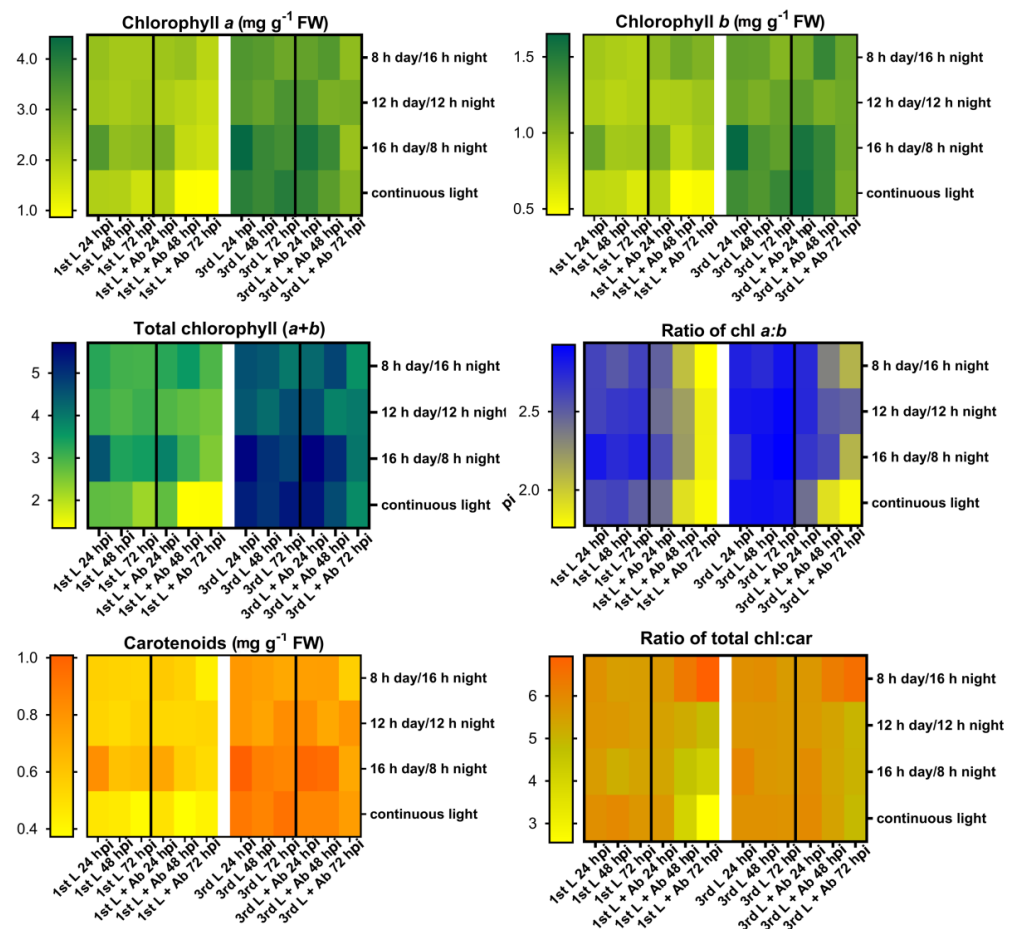 Chlorophyll a (mg g⁻¹ FW)
4.0
3.0
2.0
1.0
8 h day/16 h night
12 h day/12 h night
16 h day/8 h night
continuous light
1st L 24 hpi
1st L 48 hpi
1st L 72 hpi
1st L + Ab 24 hpi
1st L + Ab 48 hpi
1st L + Ab 72 hpi
3rd L 24 hpi
3rd L 48 hpi
3rd L 72 hpi
3rd L + Ab 24 hpi
3rd L + Ab 48 hpi
3rd L + Ab 72 hpi
Chlorophyll b (mg g⁻¹ FW)
1.5
1.0
0.5
8 h day/16 h night
12 h day/12 h night
16 h day/8 h night
continuous light
1st L 24 hpi
1st L 48 hpi
1st L 72 hpi
1st L + Ab 24 hpi
1st L + Ab 48 hpi
1st L + Ab 72 hpi
3rd L 24 hpi
3rd L 48 hpi
3rd L 72 hpi
3rd L + Ab 24 hpi
3rd L + Ab 48 hpi
3rd L + Ab 72 hpi
Total chlorophyll (a+b)
5
4
3
2
8 h day/16 h night
12 h day/12 h night
16 h day/8 h night
continuous light
1st L 24 hpi
1st L 48 hpi
1st L 72 hpi
1st L + Ab 24 hpi
1st L + Ab 48 hpi
1st L + Ab 72 hpi
3rd L 24 hpi
3rd L 48 hpi
3rd L 72 hpi
3rd L + Ab 24 hpi
3rd L + Ab 48 hpi
3rd L + Ab 72 hpi
Ratio of chl a:b
2.5
2.0
pi
8 h day/16 h night
12 h day/12 h night
16 h day/8 h night
continuous light
1st L 24 hpi
1st L 48 hpi
1st L 72 hpi
1st L + Ab 24 hpi
1st L + Ab 48 hpi
1st L + Ab 72 hpi
3rd L 24 hpi
3rd L 48 hpi
3rd L 72 hpi
3rd L + Ab 24 hpi
3rd L + Ab 48 hpi
3rd L + Ab 72 hpi
Carotenoids (mg g⁻¹ FW)
1.0
0.8
0.6
0.4
8 h day/16 h night
12 h day/12 h night
16 h day/8 h night
continuous light
1st L 24 hpi
1st L 48 hpi
1st L 72 hpi
1st L + Ab 24 hpi
1st L + Ab 48 hpi
1st L + Ab 72 hpi
3rd L 24 hpi
3rd L 48 hpi
3rd L 72 hpi
3rd L + Ab 24 hpi
3rd L + Ab 48 hpi
3rd L + Ab 72 hpi
Ratio of total chl:car
6
5
4
3
8 h day/16 h night
12 h day/12 h night
16 h day/8 h night
continuous light
1st L 24 hpi
1st L 48 hpi
1st L 72 hpi
1st L + Ab 24 hpi
1st L + Ab 48 hpi
1st L + Ab 72 hpi
3rd L 24 hpi
3rd L 48 hpi
3rd L 72 hpi
3rd L + Ab 24 hpi
3rd L + Ab 48 hpi
3rd L + Ab 72 hpi